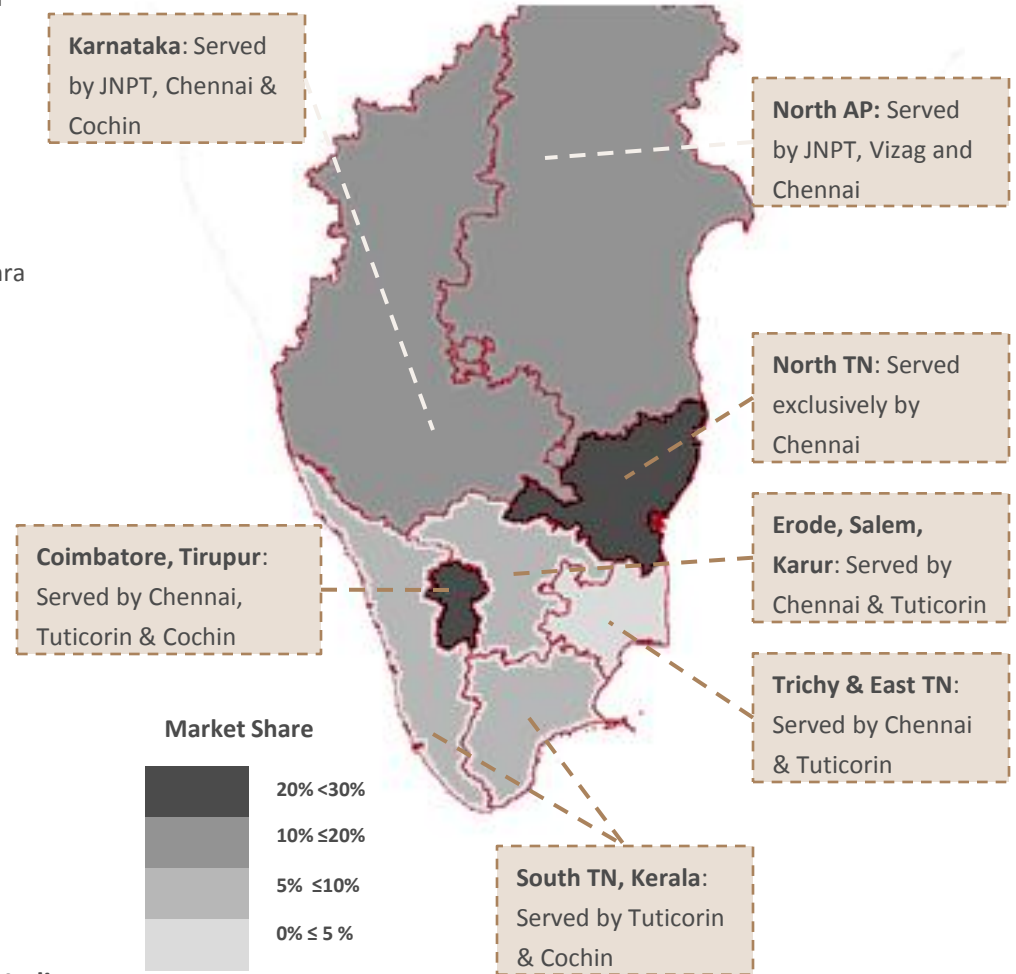 Karnataka: Served
by JNPT, Chennai &
Cochin
North AP: Served
by JNPT, Vizag and
Chennai
ara
North TN: Served
exclusively by
Chennai
Erode, Salem,
Karur: Served by
Chennai & Tuticorin
Coimbatore, Tirupur:
Served by Chennai,
Tuticorin & Cochin
Trichy & East TN:
Served by Chennai
& Tuticorin
Market Share
20% <30%
10% ≤20%
5% ≤10%
0% ≤ 5 %
South TN, Kerala:
Served by Tuticorin
& Cochin